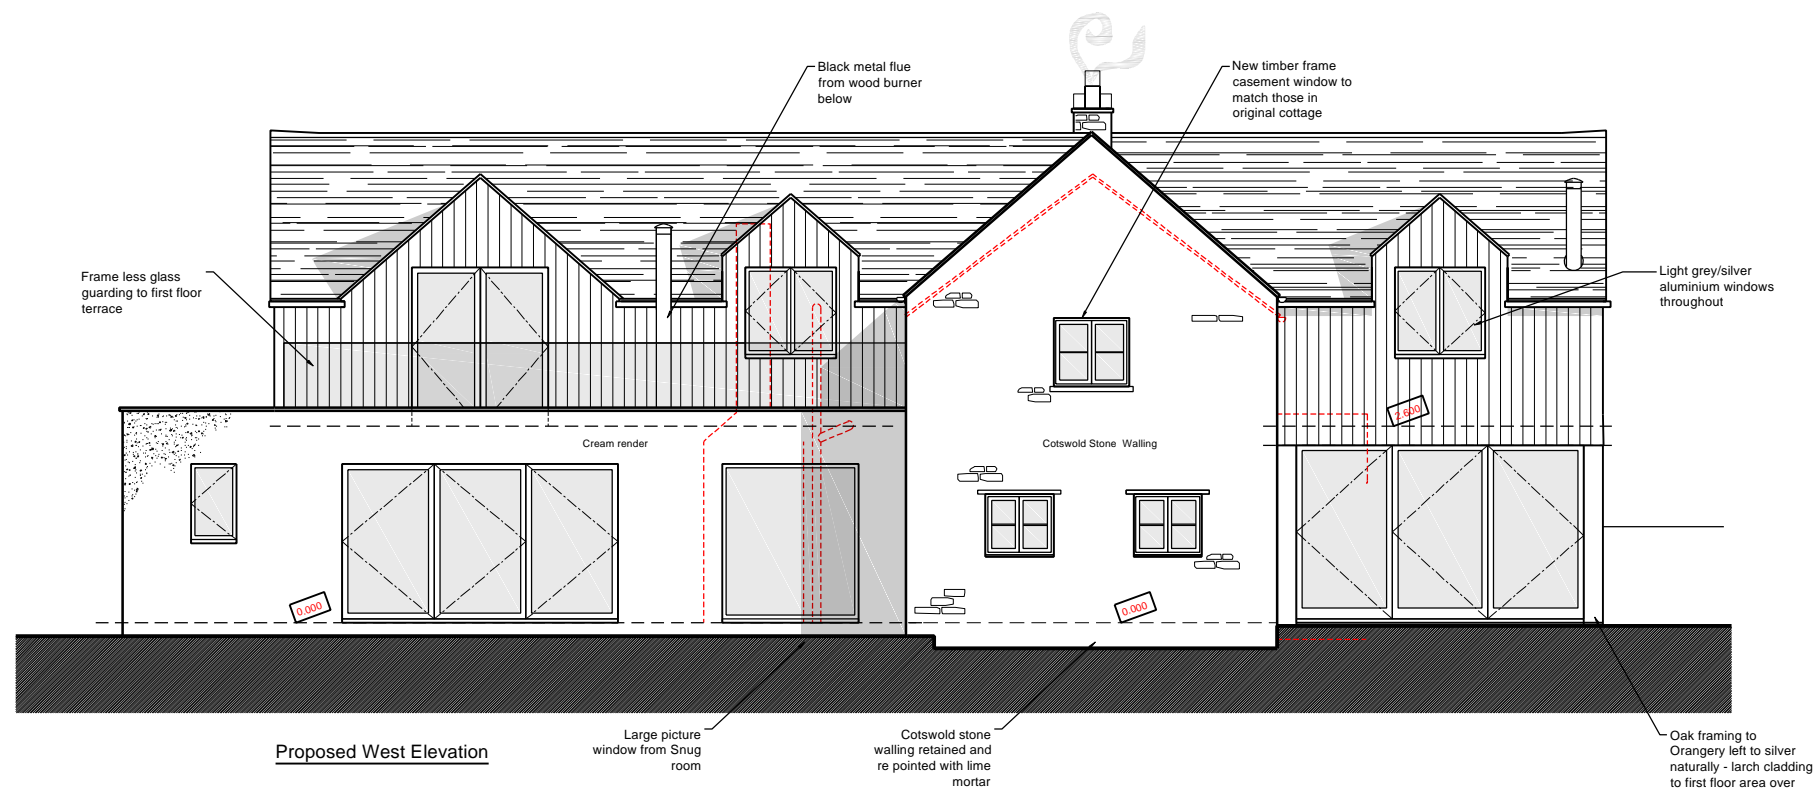 Black metal flue
from wood burner
below
New timber frame
casement window to
match those in
original cottage
Frame less glass
guarding to first floor
terrace
Light grey/silver
aluminium windows
throughout
2.600
Cream render
Cotswold Stone Walling
0.000
0.000
Large picture
window from Snug
room
Cotswold stone
walling retained and
re pointed with lime
mortar
Oak framing to
Orangery left to silver
naturally - larch cladding
to first floor area over
Proposed West Elevation